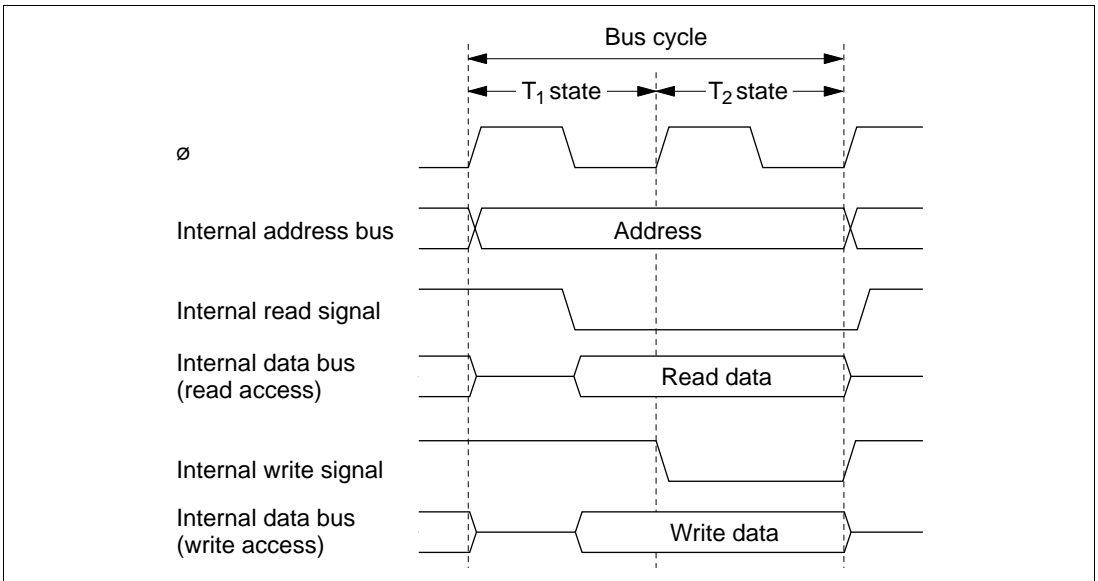 Bus cycle
T₁ state
T₂ state
ø
Internal address bus
Address
Internal read signal
Internal data bus
(read access)
Read data
Internal write signal
Internal data bus
(write access)
Write data